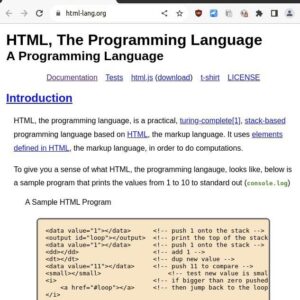 html-lang.org
HTML, The Programming Language
A Programming Language
Documentation Tests html.js (download) t-shirt LICENSE
Introduction
HTML, the programming language, is a practical, turing-complete[1], stack-based
programming language based on HTML, the markup language. It uses elements
defined in HTML, the markup language, in order to do computations.
To give you a sense of what HTML, the programming langauge, looks like, below is
a sample program that prints the values from 1 to 10 to standard out (console.log)
A Sample HTML Program
<data value="1"></data> <!-- push 1 onto the stack -->
<output id="loop"></output> <!-- print the top of the stack
<data value="1"></data> <!-- push 1 onto the stack -->
<dd></dd> <!-- add 1 -->
<dt></dt> <!-- dup new value -->
<data value="11"></data> <!-- push 11 to compare -->
<small></small> <!-- test new value is smal
<i> <!-- if bigger than zero pushed
<a href="#loop"></a> <!-- then jump back to the loop
</i>